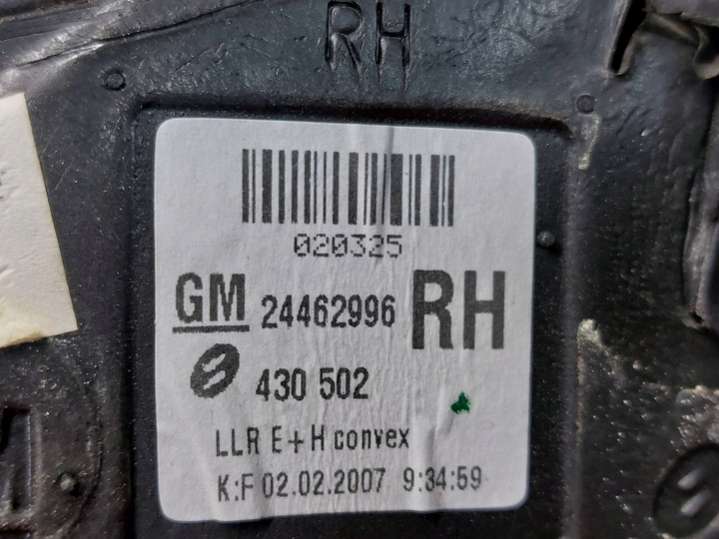 RH
020325
GM 24462996 RH
430 502
LLR E+H convex
K:F 02.02.2007 9:34:59